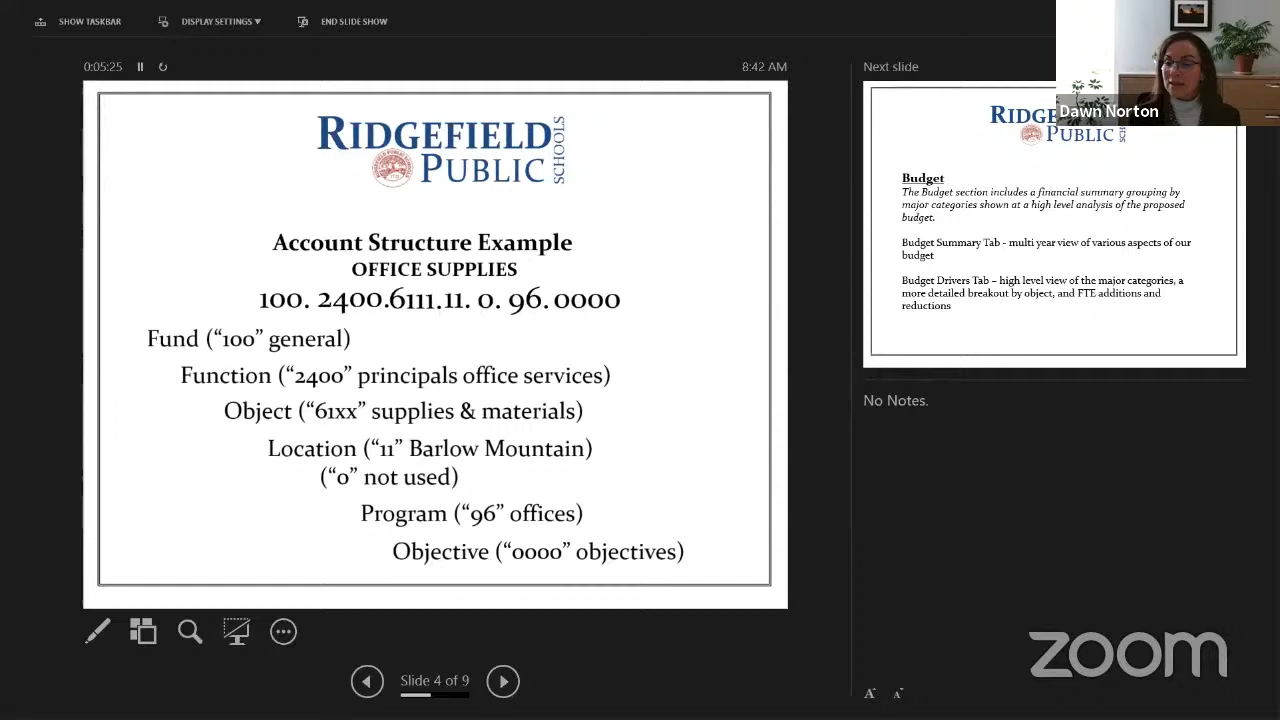 SHOW TASKBAR
DISPLAY SETTINGS ▼
END SLIDE SHOW
0:05:25
8:42 AM
RIDGEFIELD
PUBLIC
SCHOOLS
Account Structure Example
OFFICE SUPPLIES
100. 2400.6111.11. 0. 96.0000
Fund (“100” general)
Function (“2400” principals office services)
Object (“61xx” supplies & materials)
Location (“11” Barlow Mountain)
(“0” not used)
Program (“96” offices)
Objective (“0000” objectives)
Slide 4 of 9
Next slide
Dawn Norton
PUBLIC
Budget
The Budget section includes a financial summary grouping by
major categories shown at a high level analysis of the proposed
budget.
Budget Summary Tab - multi year view of various aspects of our
budget
Budget Drivers Tab – high level view of the major categories, a
more detailed breakout by object, and FTE additions and
reductions
No Notes.
zoom
A A